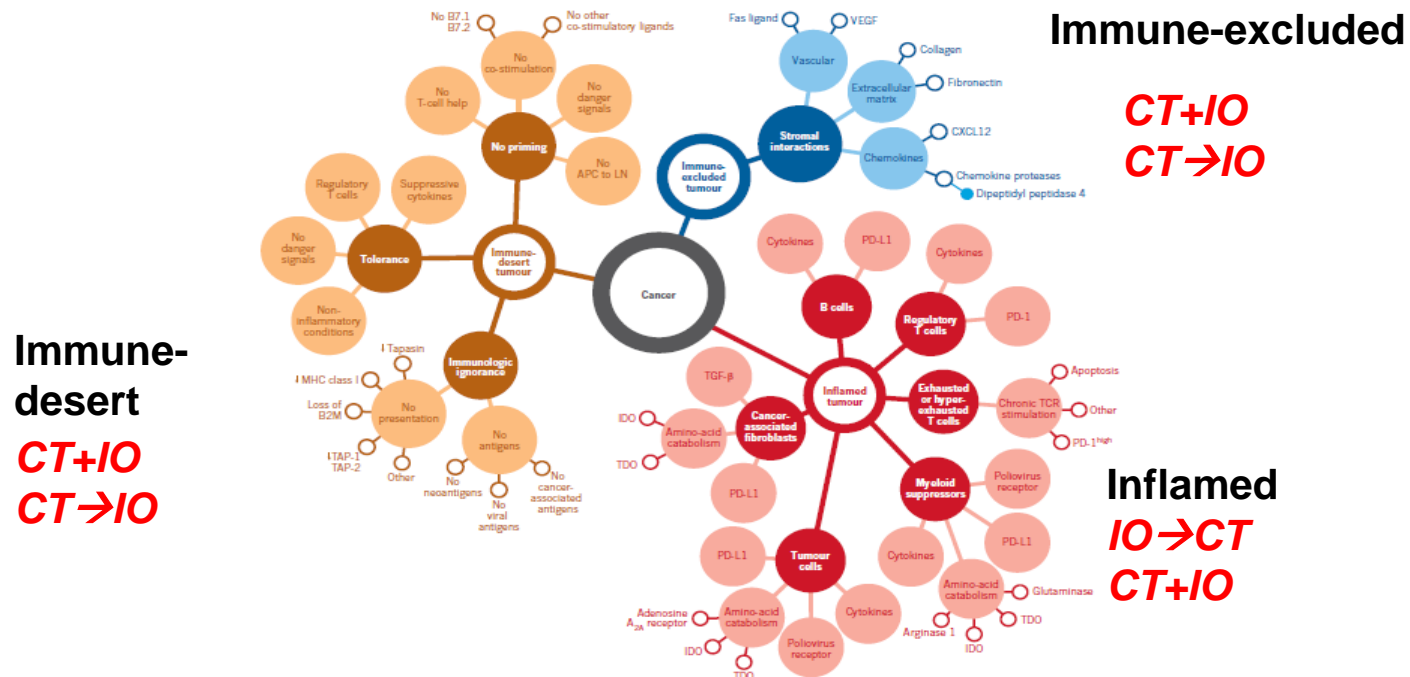 Immune-excluded
CT+IO
CT→IO
Immune-
desert
CT+IO
CT→IO
Inflamed
IO→CT
CT+IO
Cancer
Immune-
desert
tumour
No priming
No
co-stimulation
No B7.1
B7.2
No other
co-stimulatory ligands
No
T-cell help
No
danger
signals
No
APC to LN
Tolerance
Regulatory
T cells
Suppressive
cytokines
No
danger
signals
Non-
inflammatory
conditions
Immunologic
ignorance
No
presentation
↓Tapasin
↓MHC class I
Loss of
B2M
↓TAP-1
TAP-2
Other
No
antigens
No
neoantigens
No
viral
antigens
No
cancer-
associated
antigens
Immune-
excluded
tumour
Stromal
interactions
Vascular
Fas ligand
VEGF
Extracellular
matrix
Collagen
Fibronectin
Chemokines
CXCL12
Chemokine proteases
Dipeptidyl peptidase 4
Inflamed
tumour
B cells
Cytokines
PD-L1
Regulatory
T cells
Cytokines
PD-1
Exhausted
or hyper-
exhausted
T cells
Chronic TCR
stimulation
Apoptosis
Other
PD-1high
Myeloid
suppressors
Poliovirus
receptor
PD-L1
Cytokines
Amino-acid
catabolism
Glutaminase
TDO
IDO
Arginase 1
Tumour
cells
PD-L1
Amino-acid
catabolism
Adenosine
A2A receptor
IDO
TDO
Poliovirus
receptor
Cytokines
Cancer-
associated
fibroblasts
TGF-β
Amino-acid
catabolism
IDO
TDO
PD-L1